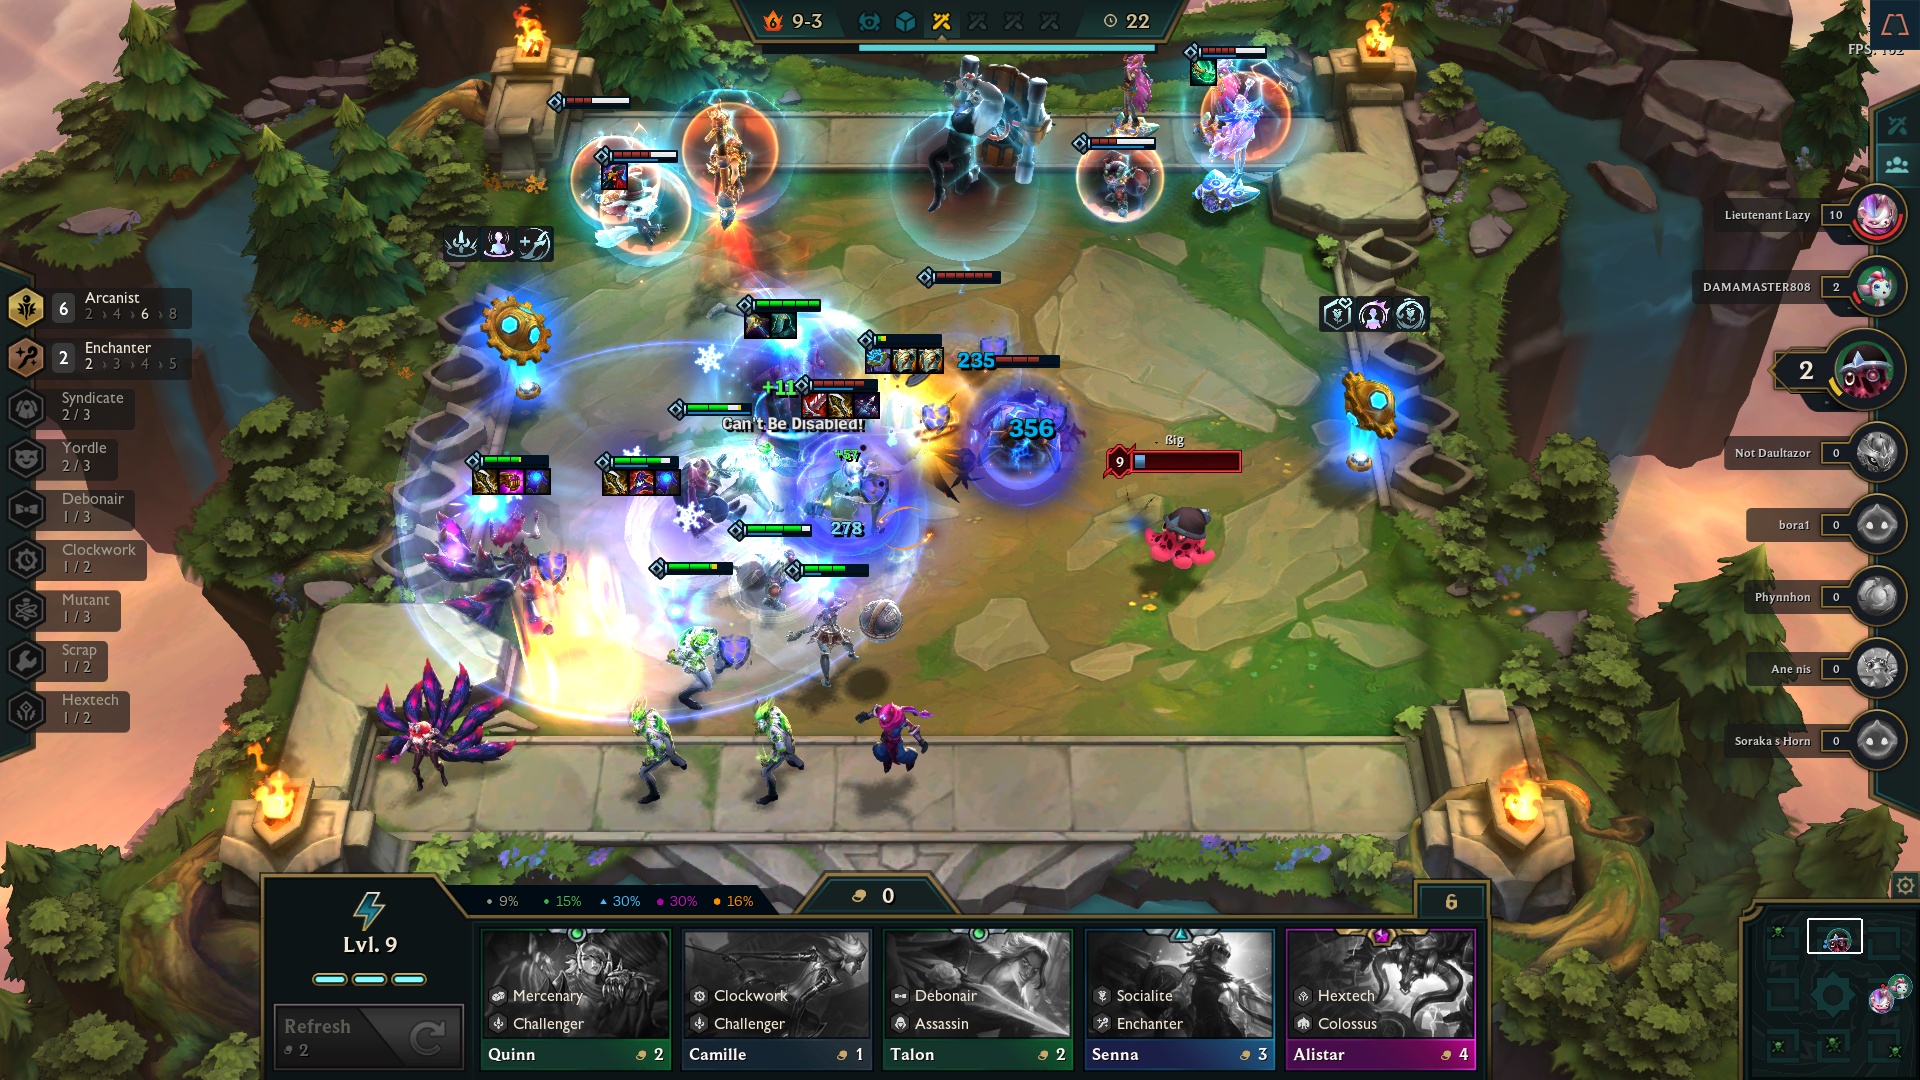 6
9-3
22
FPS: 102
Lieutenant Lazy
10
DAMAMASTER808
2
2
Not Daultazor
0
bora1
0
Phynnhon
0
Ane nis
0
Soraka s Horn
0
6
Arcanist
2 › 4 › 6 › 8
2
Enchanter
2 › 3 › 4 › 5
Syndicate
2 / 3
Yordle
2 / 3
Debonair
1 / 3
Clockwork
1 / 2
Mutant
1 / 3
Scrap
1 / 2
Hextech
1 / 2
235
+11
Can't Be Disabled!
356
+57
278
9
Lvl. 9
9%
15%
30%
30%
16%
0
6
Refresh
2
Mercenary
Challenger
Quinn
2
Clockwork
Challenger
Camille
1
Debonair
Assassin
Talon
2
Socialite
Enchanter
Senna
3
Hextech
Colossus
Alistar
4